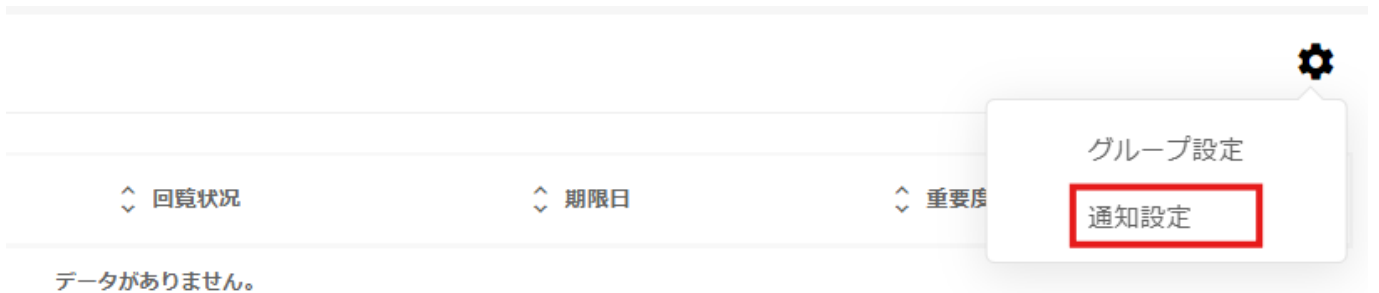 グループ設定
回覧状況 期限日 重要度
通知設定
データがありません。